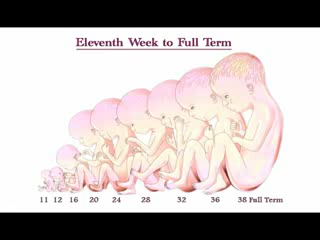 Eleventh Week to Full Term
11 12 16 20 24 28 32 36 38 Full Term